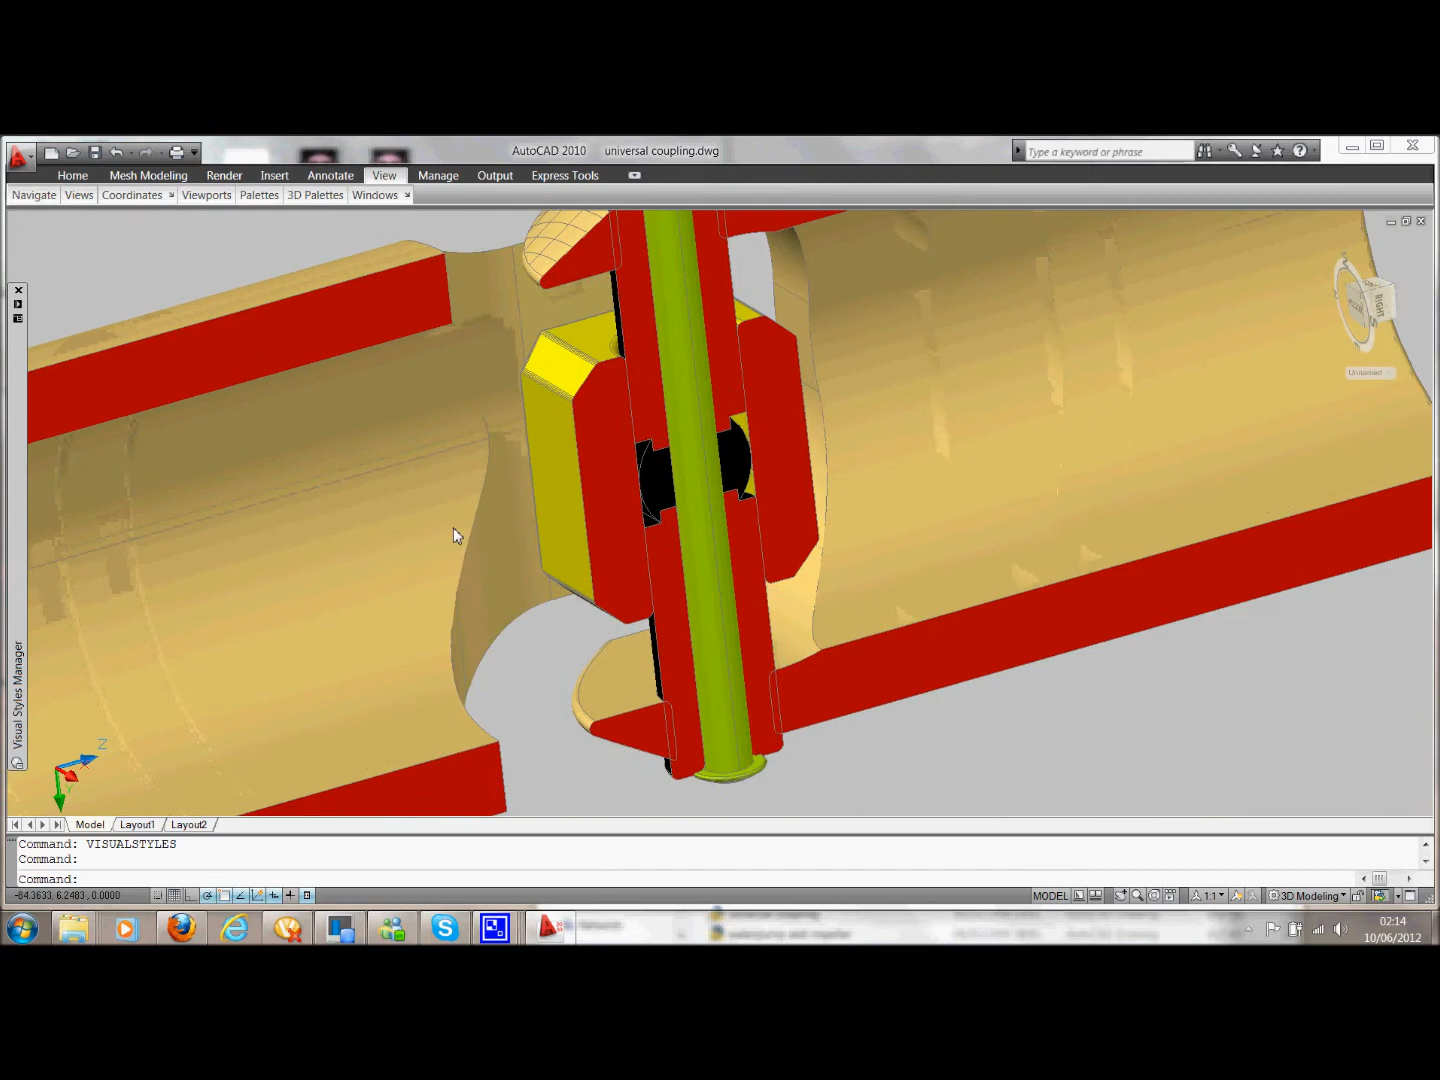 AutoCAD 2010 universal coupling.dwg
Type a keyword or phrase
Home Mesh Modeling Render Insert Annotate View Manage Output Express Tools
Navigate Views Coordinates Viewports Palettes 3D Palettes Windows
RIGHT
Unnamed
Visual Styles Manager
Z
Y
Model Layout1 Layout2
Command: VISUALSTYLES
Command:
Command:
-84.3633, 6.2483, 0.0000
MODEL 1:1 3D Modeling
02:14
10/06/2012